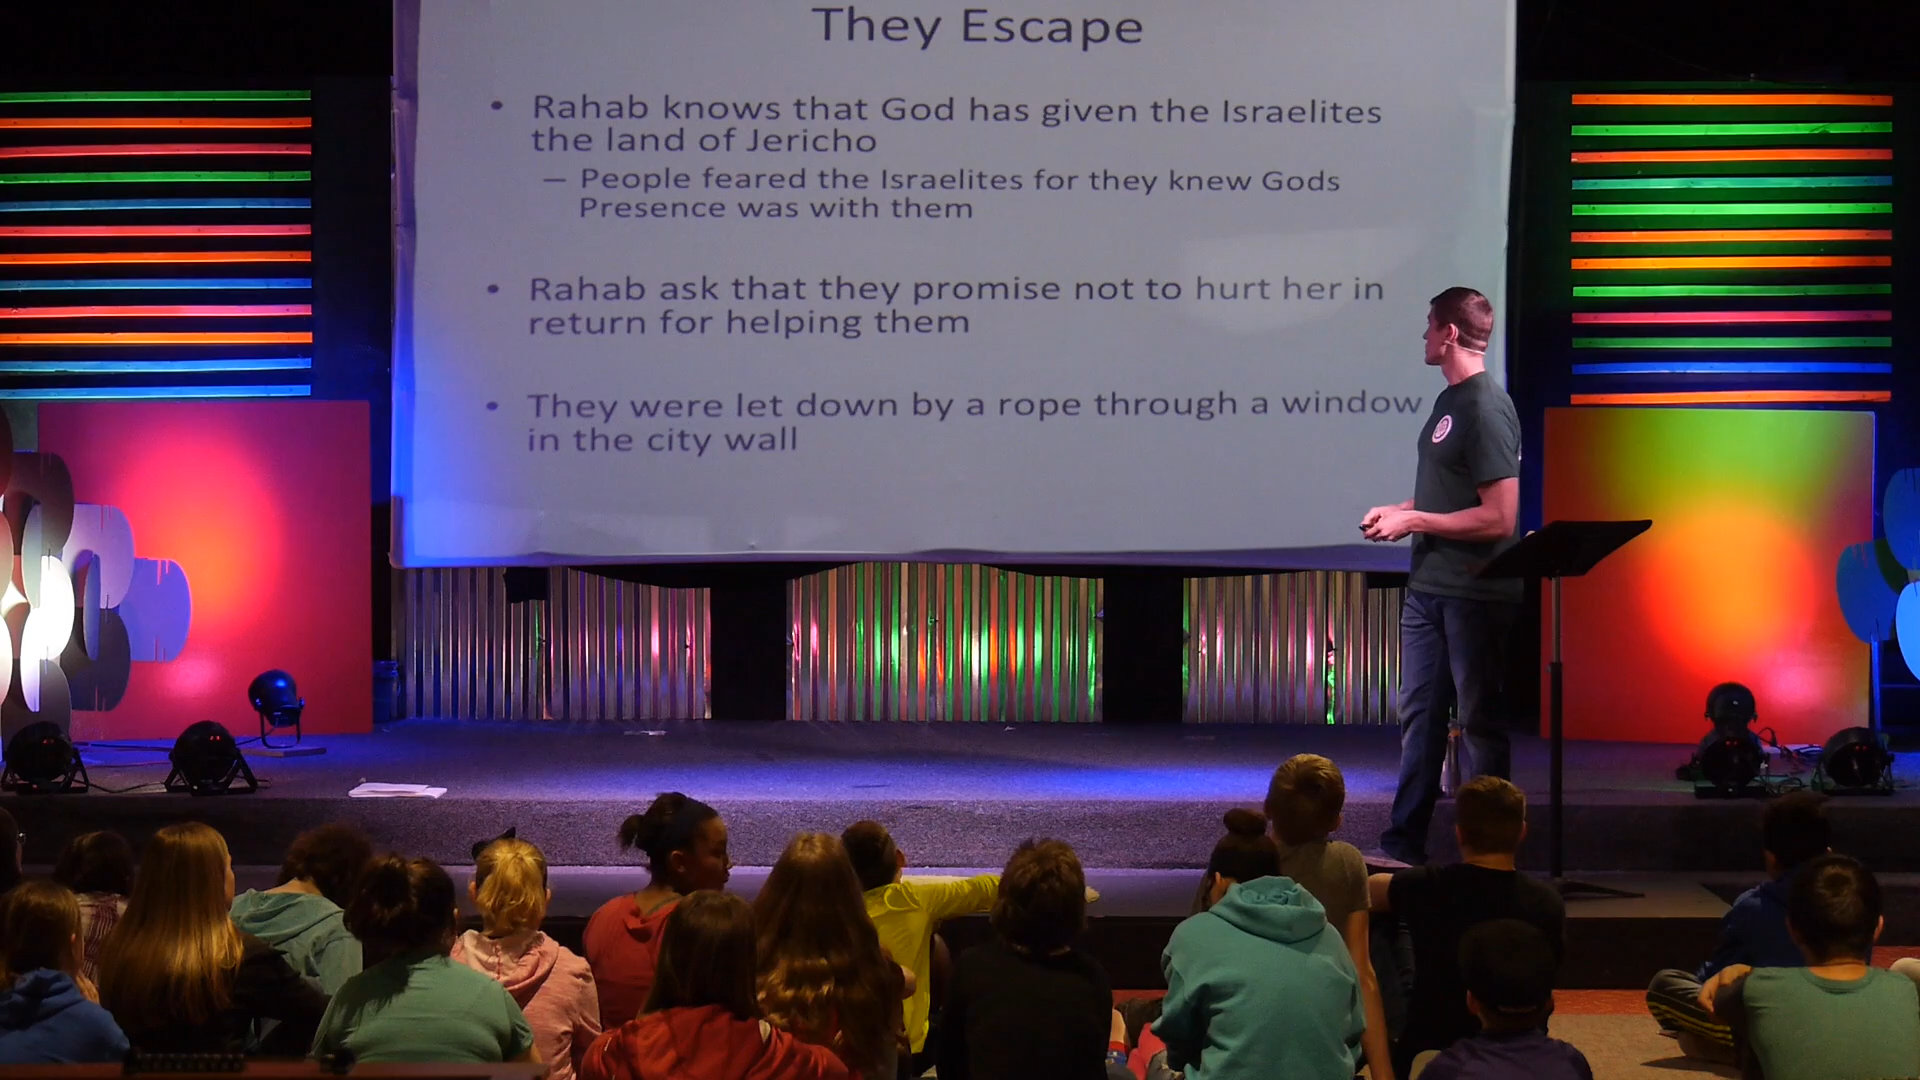 They Escape
• Rahab knows that God has given the Israelites
the land of Jericho
– People feared the Israelites for they knew Gods
Presence was with them
• Rahab ask that they promise not to hurt her in
return for helping them
• They were let down by a rope through a window
in the city wall